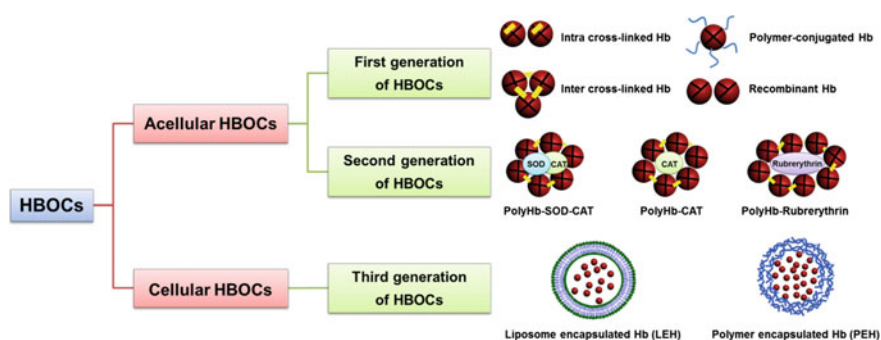 HBOCs
Acellular HBOCs
Cellular HBOCs
First generation
of HBOCs
Second generation
of HBOCs
Third generation
of HBOCs
Intra cross-linked Hb
Polymer-conjugated Hb
Inter cross-linked Hb
Recombinant Hb
SOD CAT
CAT
Rubrerythrin
PolyHb-SOD-CAT
PolyHb-CAT
PolyHb-Rubrerythrin
Liposome encapsulated Hb (LEH)
Polymer encapsulated Hb (PEH)